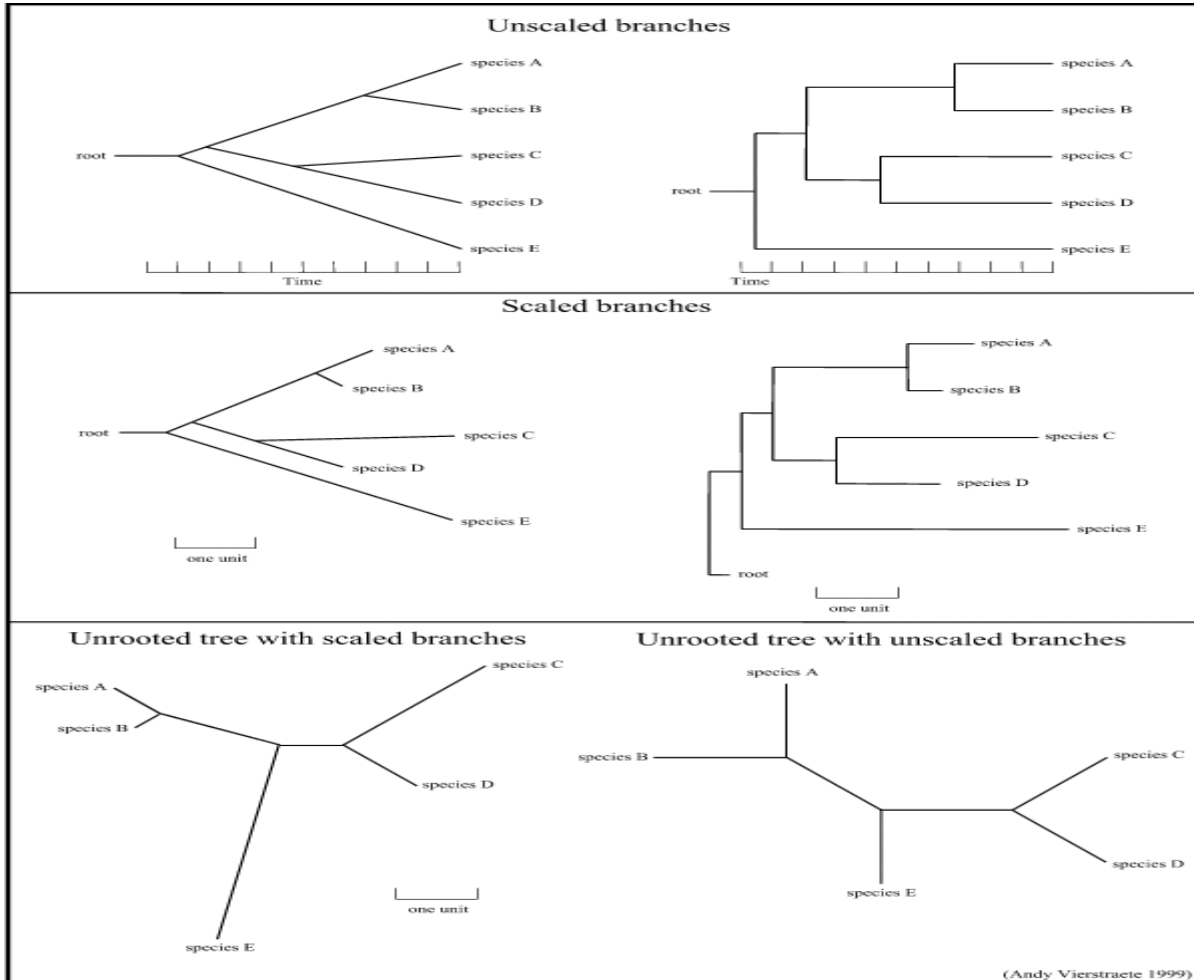 Unscaled branches
species A
species B
species C
root
species D
species E
Time
species A
species B
species C
root
species D
species E
Time
Scaled branches
species A
species B
root
species C
species D
species E
one unit
species A
species B
species C
species D
species E
root
one unit
Unrooted tree with scaled branches
species C
species A
species B
species D
one unit
species E
Unrooted tree with unscaled branches
species A
species B
species C
species D
species E
(Andy Vierstraete 1999)